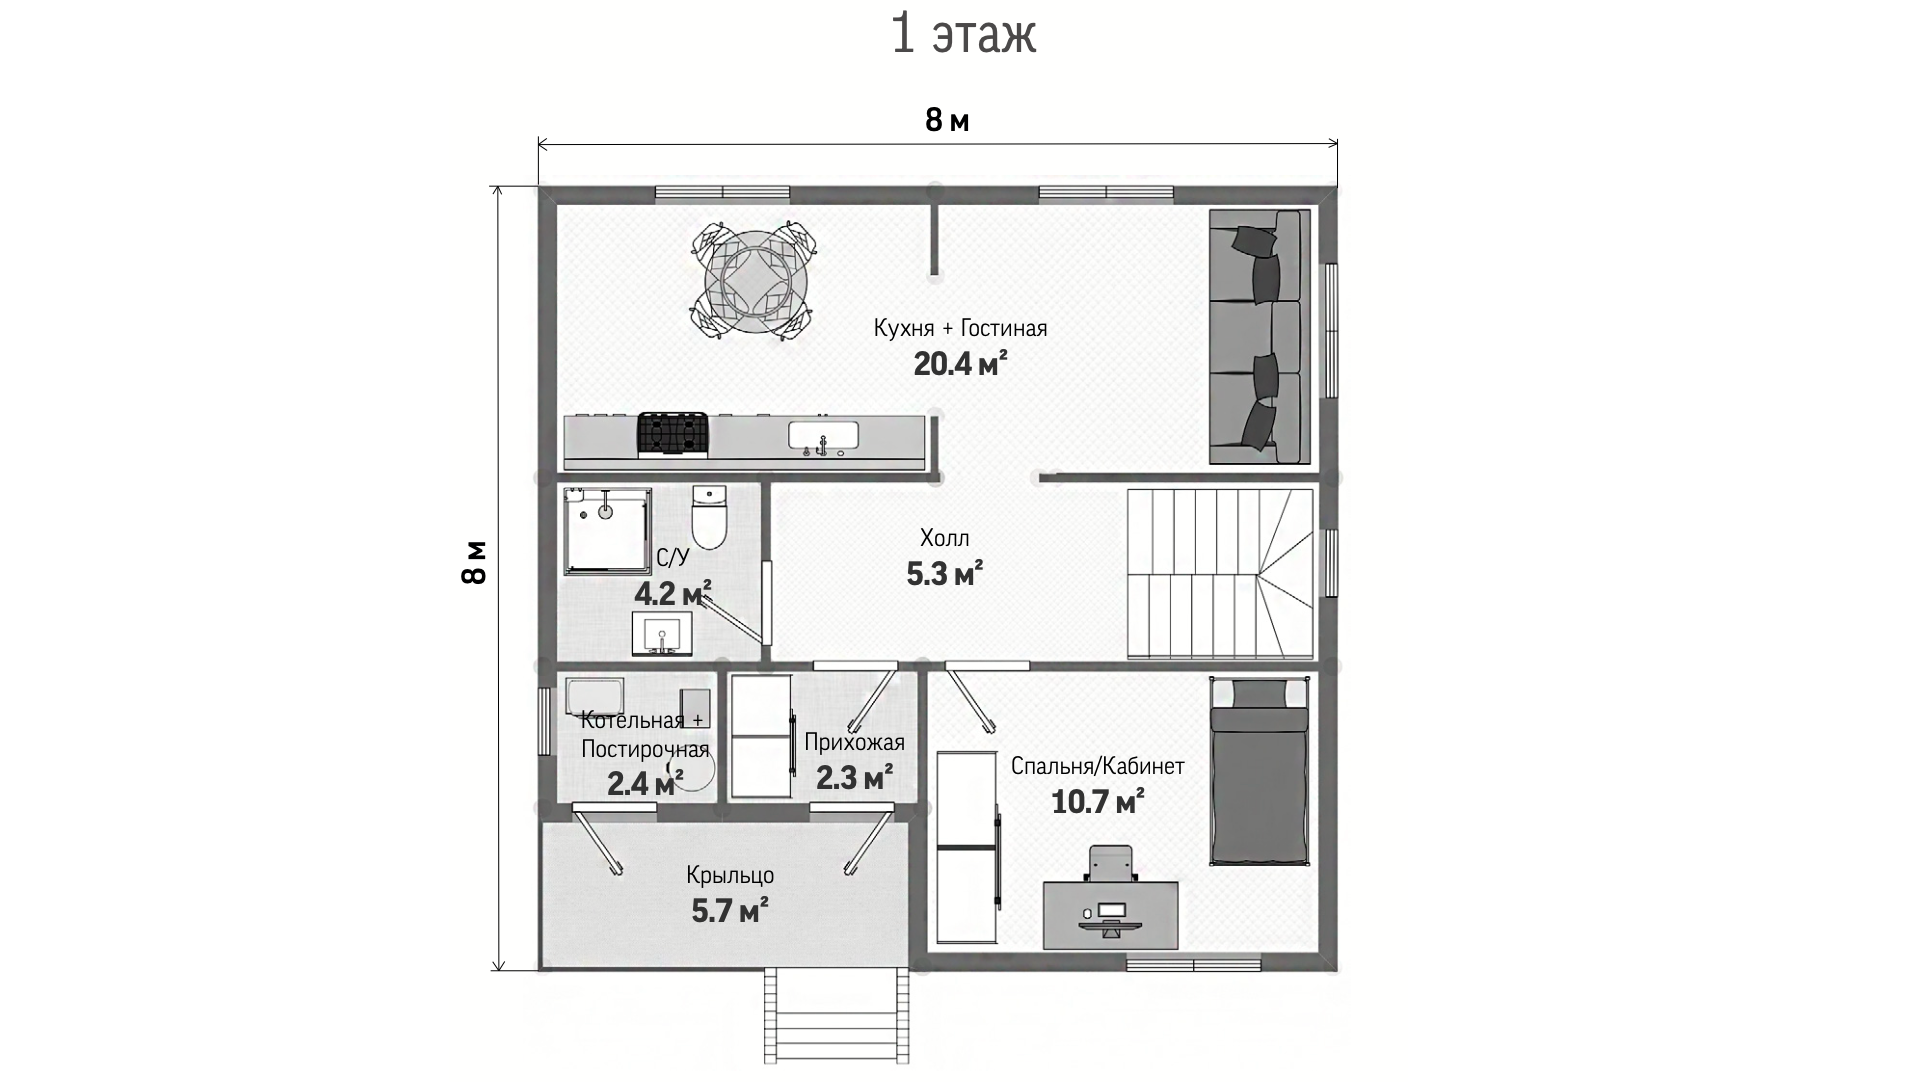 1 этаж
8 м
8 м
Кухня + Гостиная
20.4 м²
Холл
5.3 м²
С/У
4.2 м²
Котельная +
Постирочная
2.4 м²
Прихожая
2.3 м²
Спальня/Кабинет
10.7 м²
Крыльцо
5.7 м²